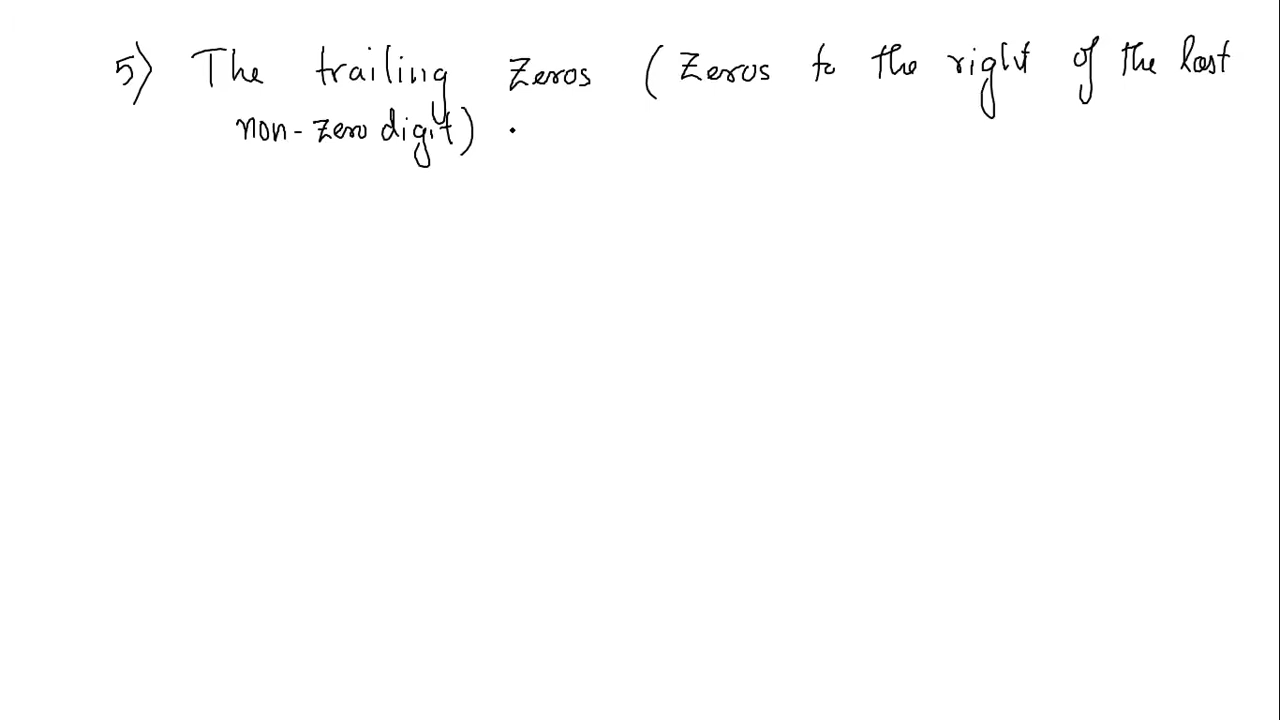 5) The trailing zeros (zeros to the right of the last
non-zero digit) .